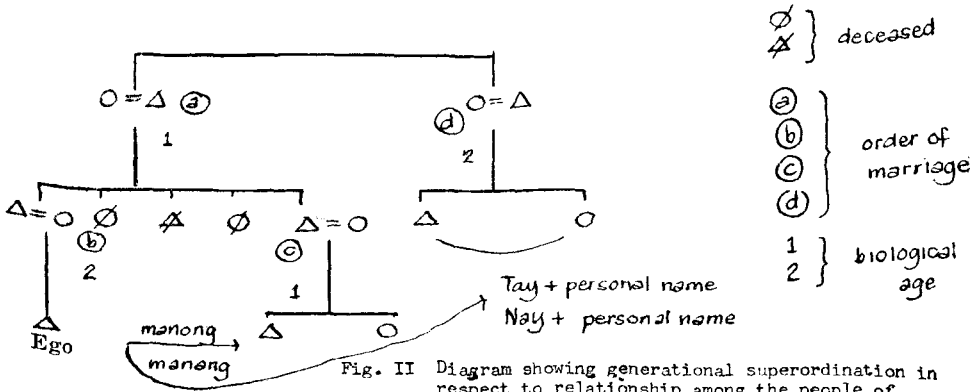 deceased
O = Δ ⓐ
ⓓ O = Δ
1
2
ⓐ
ⓑ
ⓒ
ⓓ
order of
marriage
Δ = O
ⓑ
2
Δ = O
ⓒ
1
Δ
O
1
2
biological
age
Δ
Ego
manong
manang
Δ
O
Tay + personal name
Nay + personal name
Fig. II Diagram showing generational superordination in
respect to relationship among the people of